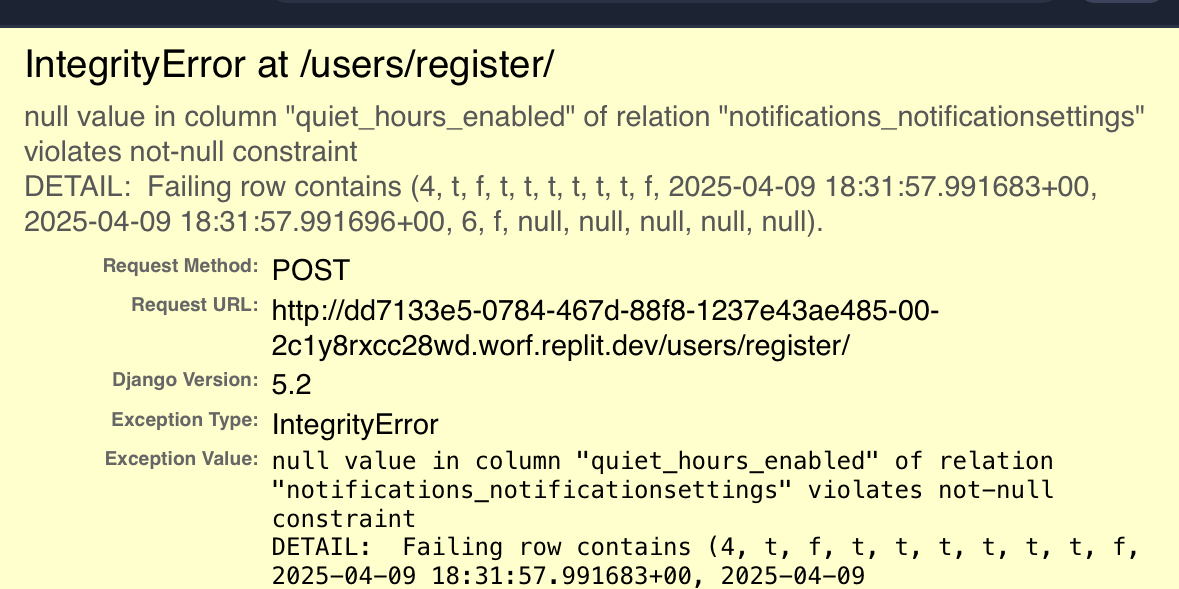 IntegrityError at /users/register/
null value in column "quiet_hours_enabled" of relation "notifications_notificationsettings"
violates not-null constraint
DETAIL:  Failing row contains (4, t, f, t, t, t, t, t, t, f, 2025-04-09 18:31:57.991683+00,
2025-04-09 18:31:57.991696+00, 6, f, null, null, null, null, null).
Request Method: POST
Request URL: http://dd7133e5-0784-467d-88f8-1237e43ae485-00-
2c1y8rxcc28wd.worf.replit.dev/users/register/
Django Version: 5.2
Exception Type: IntegrityError
Exception Value: null value in column "quiet_hours_enabled" of relation
"notifications_notificationsettings" violates not-null
constraint
DETAIL:  Failing row contains (4, t, f, t, t, t, t, t, t, f,
2025-04-09 18:31:57.991683+00, 2025-04-09